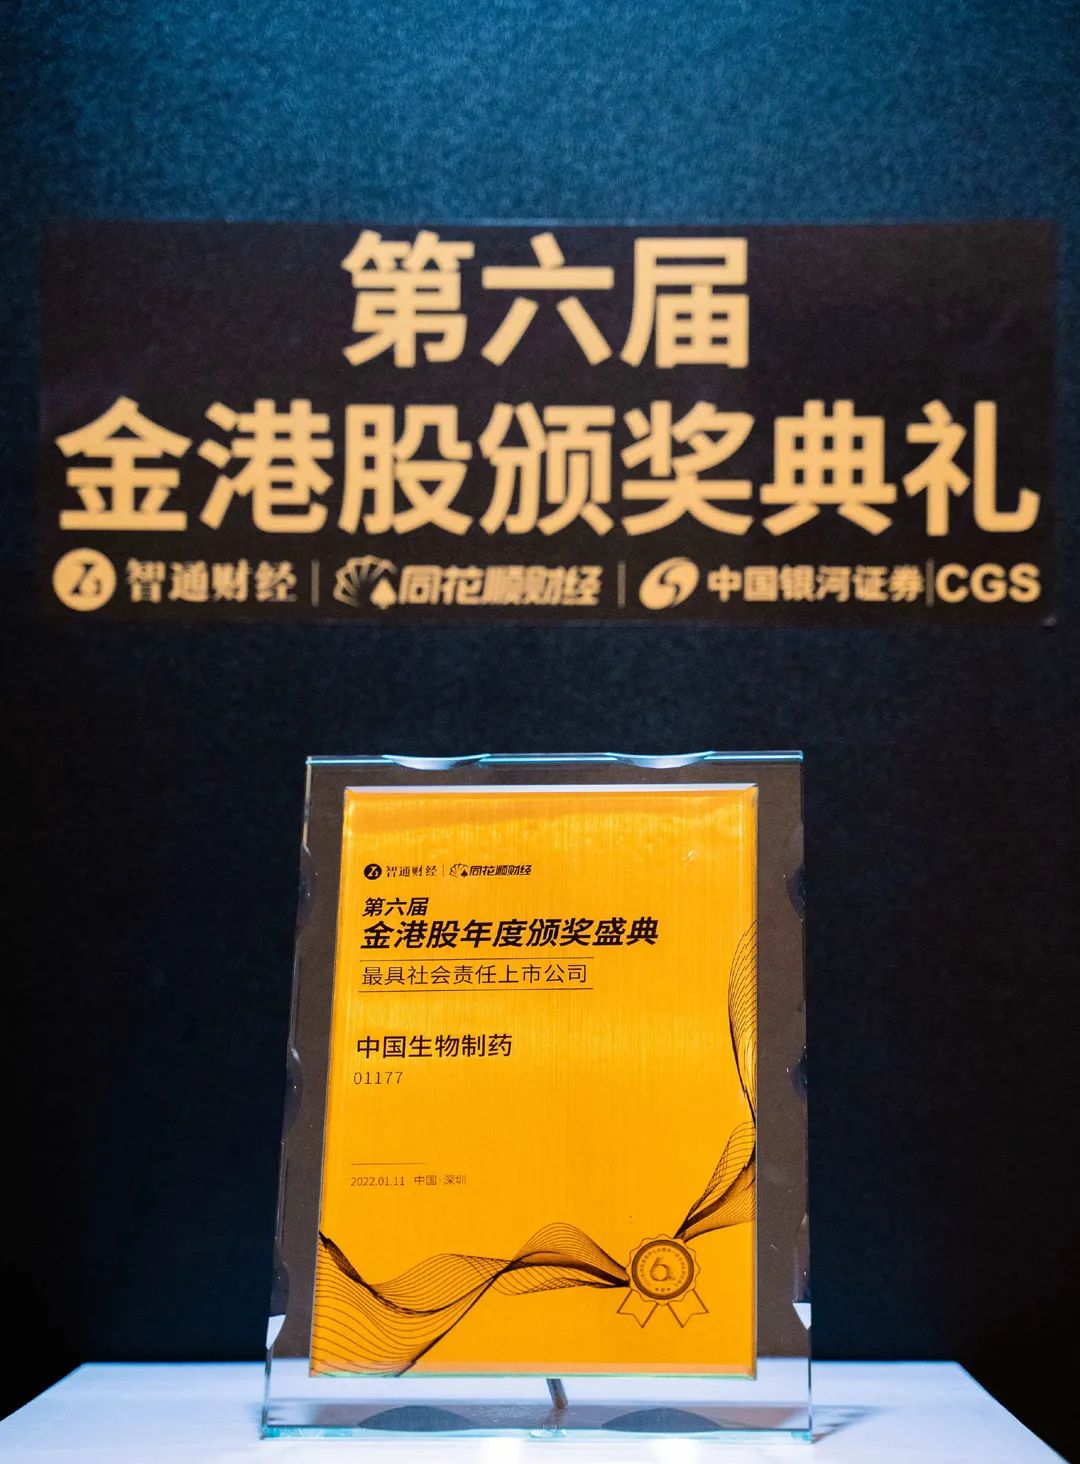 第六届
金港股颁奖典礼
智通财经 | 同花顺财经 | 中国银河证券 | CGS
智通财经 | 同花顺财经
第六届
金港股年度颁奖盛典
最具社会责任上市公司
中国生物制药
01177
2022.01.11 中国·深圳
6